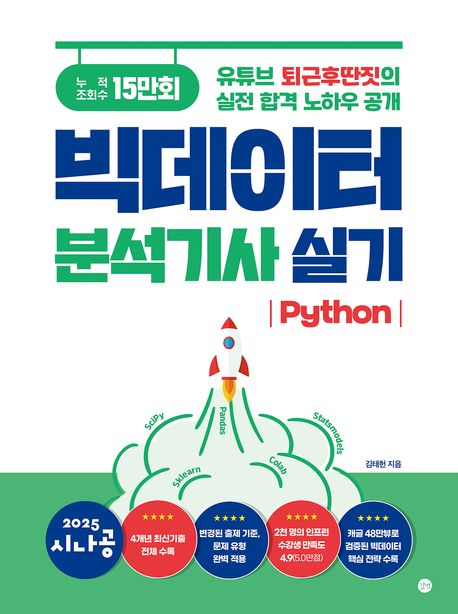 누 적
조회수 15만회
유튜브 퇴근후딴짓의
실전 합격 노하우 공개
빅데이터
분석기사 실기
Python
SciPy
Pandas
Statsmodels
Sklearn
Colab
김태헌 지음
2025
시나공
★★★★
4개년 최신기출
전체 수록
★★★★
변경된 출제 기준,
문제 유형
완벽 적용
★★★★
2천 명의 인프런
수강생 만족도
4.9(5.0만점)
★★★★
캐글 48만뷰로
검증된 빅데이터
핵심 전략 수록
길벗